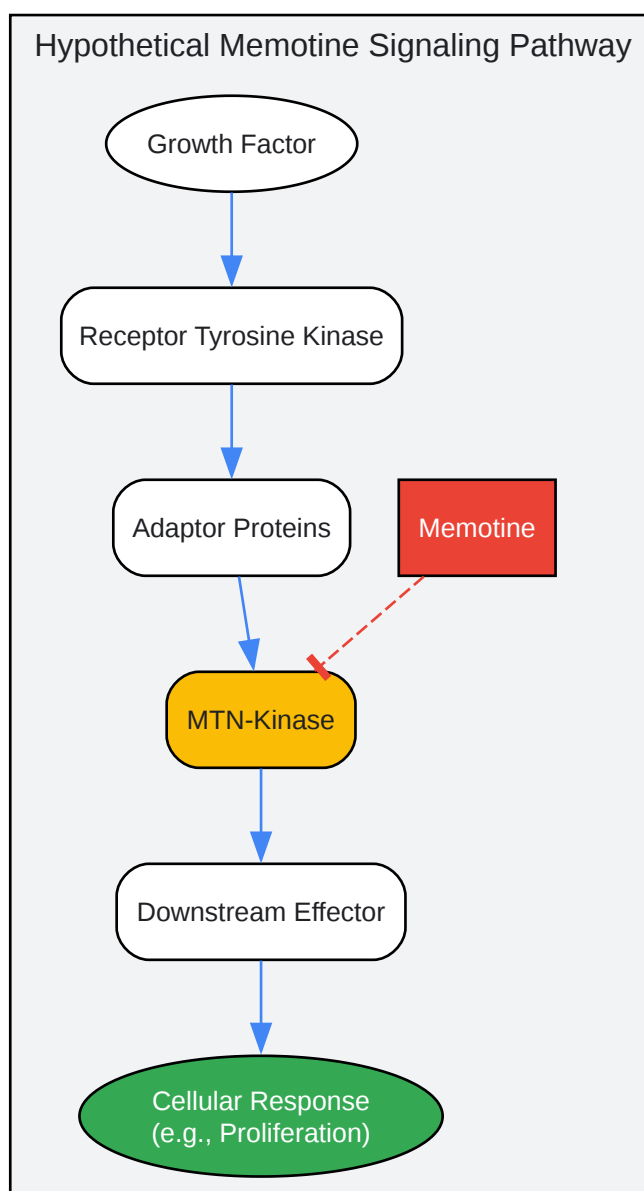 Hypothetical Memotine Signaling Pathway
Growth Factor
Receptor Tyrosine Kinase
Adaptor Proteins
Memotine
MTN-Kinase
Downstream Effector
Cellular Response
(e.g., Proliferation)